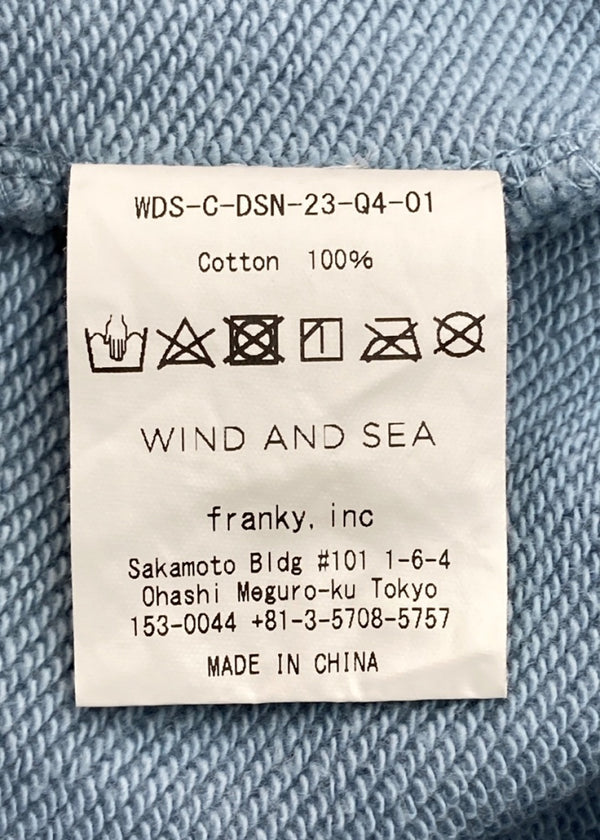 WDS-C-DSN-23-Q4-01
Cotton 100%
WIND AND SEA
franky, inc
Sakamoto Bldg #101 1-6-4
Ohashi Meguro-ku Tokyo
153-0044 +81-3-5708-5757
MADE IN CHINA